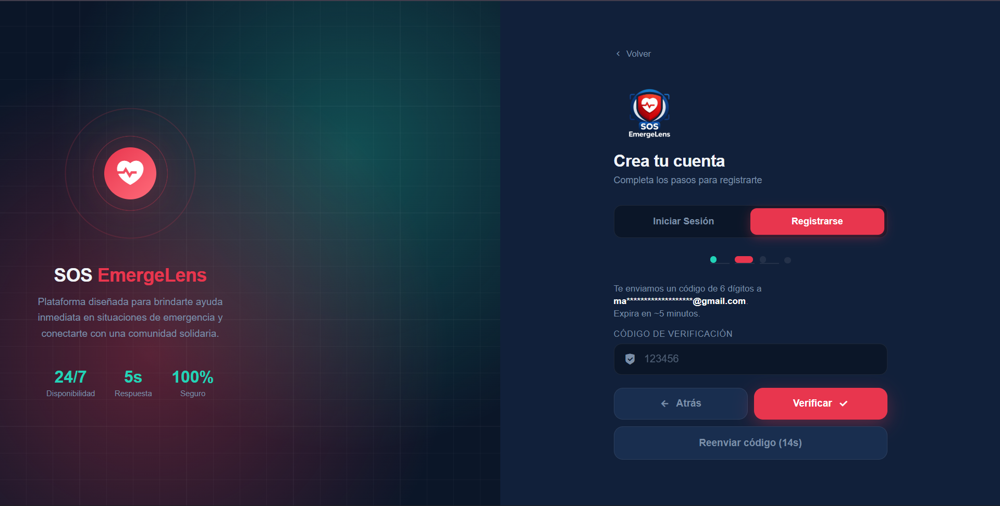 SOS EmergeLens
Plataforma diseñada para brindarte ayuda
inmediata en situaciones de emergencia y
conectarte con una comunidad solidaria.
24/7
Disponibilidad
5s
Respuesta
100%
Seguro
Volver
SOS
EmergeLens
Crea tu cuenta
Completa los pasos para registrarte
Iniciar Sesión
Registrarse
Te enviamos un código de 6 dígitos a
ma*******************@gmail.com.
Expira en ~5 minutos.
CÓDIGO DE VERIFICACIÓN
123456
Atrás
Verificar
Reenviar código (14s)